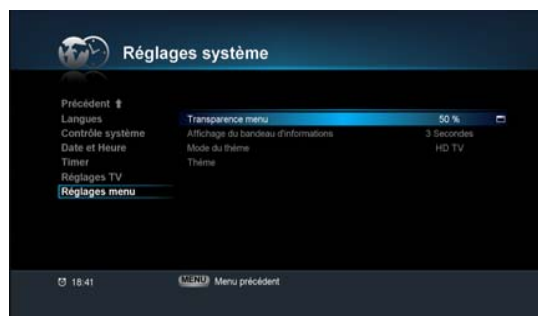 Réglages système
Précédent
Langues
Contrôle système
Date et Heure
Timer
Réglages TV
Réglages menu
Transparence menu 50 %
Affichage du bandeau d'informations 3 Secondes
Mode du thème HD TV
Thème
18:41 MENU Menu précédent